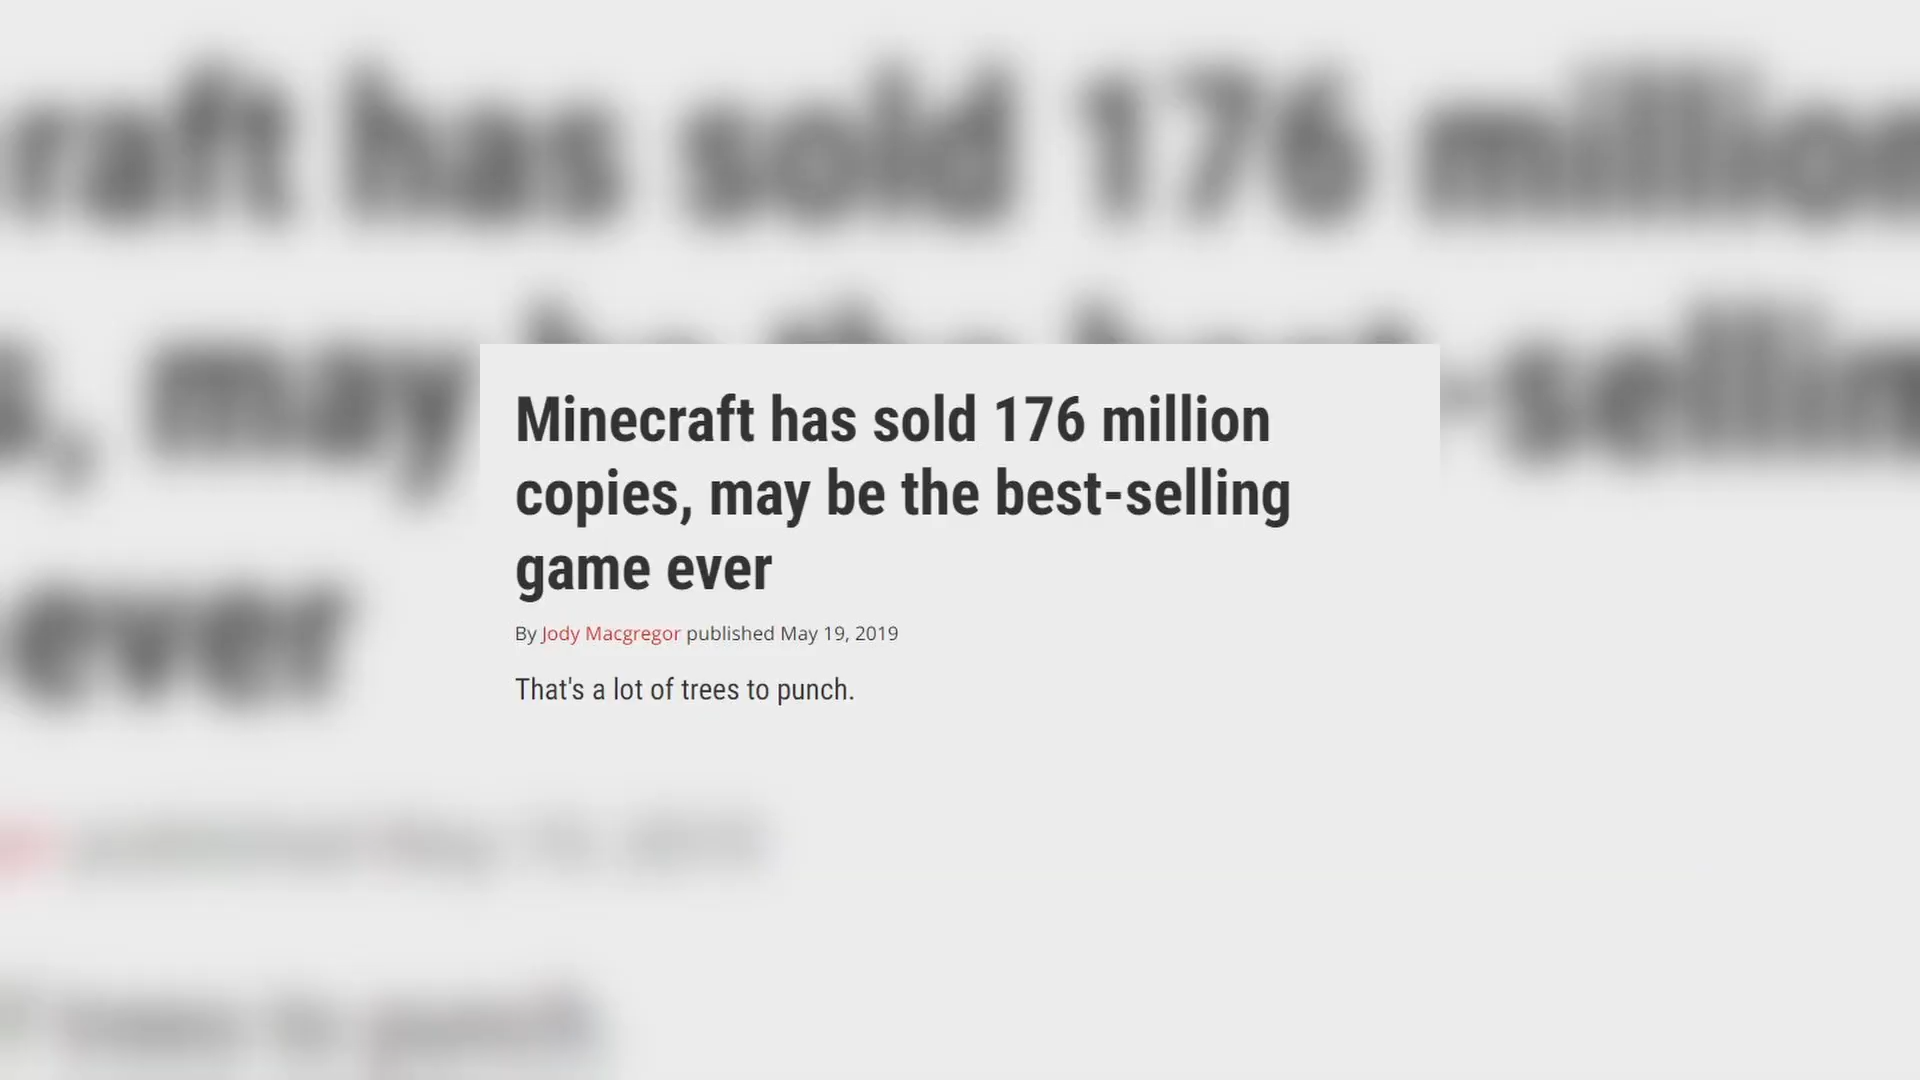 Minecraft has sold 176 million
copies, may be the best-selling
game ever
By Jody Macgregor published May 19, 2019
That's a lot of trees to punch.